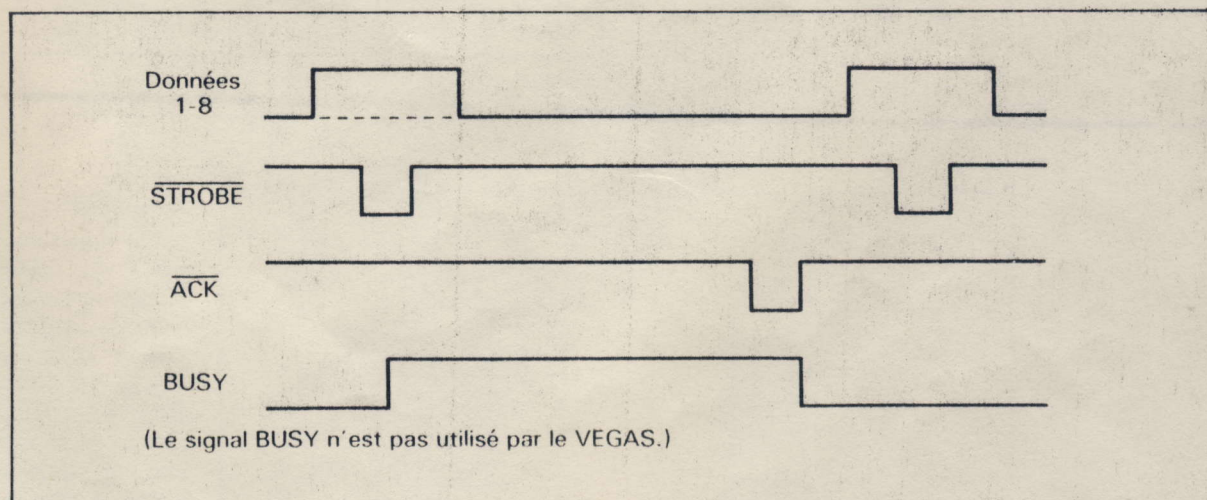 Données
1-8
STROBE
ACK
BUSY
(Le signal BUSY n'est pas utilisé par le VEGAS.)